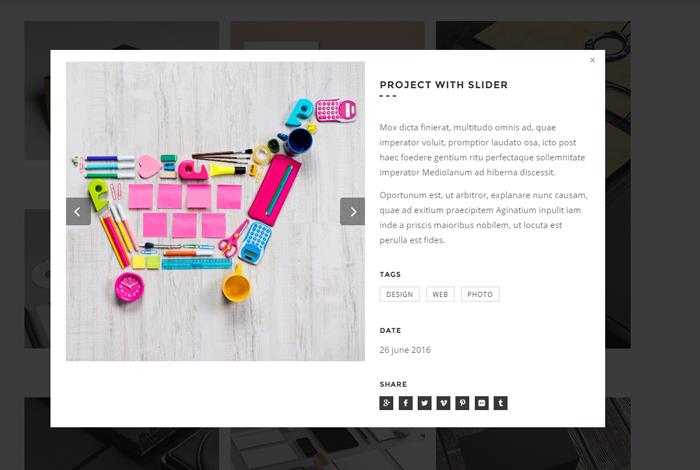 ×
PROJECT WITH SLIDER
Mox dicta finierat, multitudo omnis ad, quae
imperator voluit, promptior laudato osa, icto post
haec foedere gentium ritu perfectaque sollemnitate
imperator Mediolanum ad hiberna discessit.
Oportunum est, ut arbitror, explanare nunc causam,
quae ad exitium praecipitem Aginatium inpulit iam
inde a priscis maioribus nobilem, ut locuta est
perulla est fides.
TAGS
DESIGN WEB PHOTO
DATE
26 june 2016
SHARE